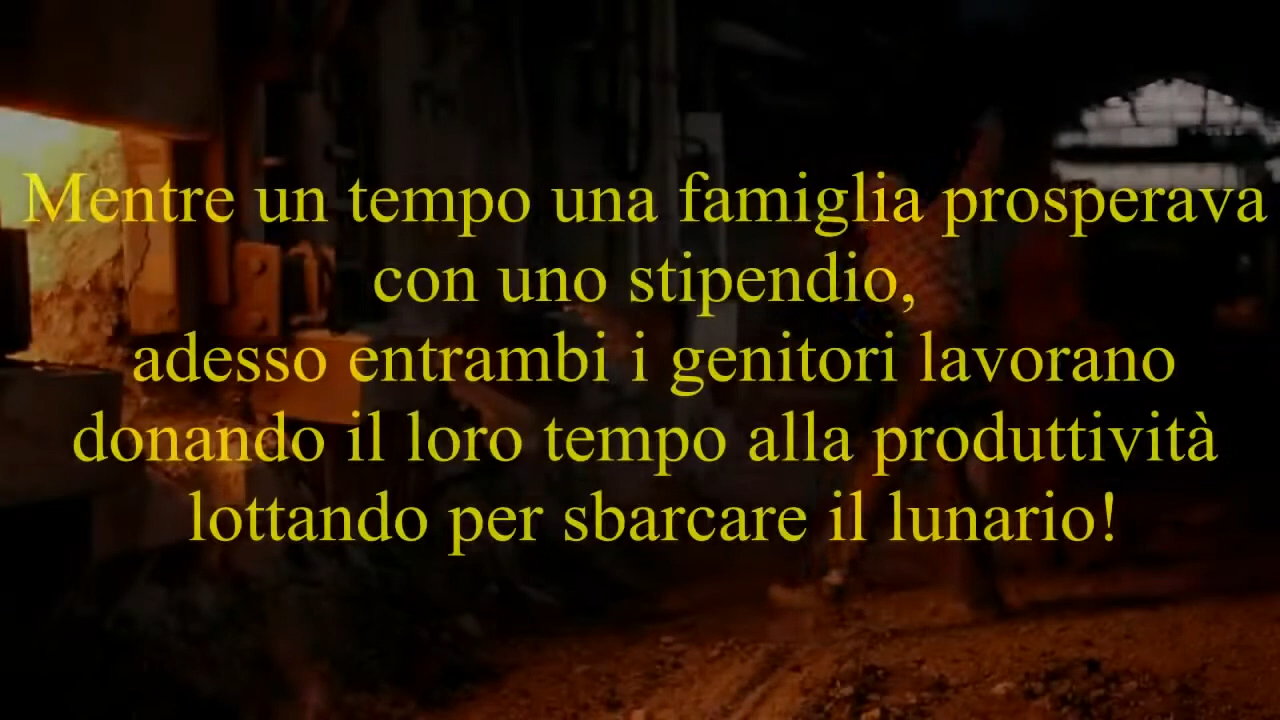 Mentre un tempo una famiglia prosperava
con uno stipendio,
adesso entrambi i genitori lavorano
donando il loro tempo alla produttività
lottando per sbarcare il lunario!